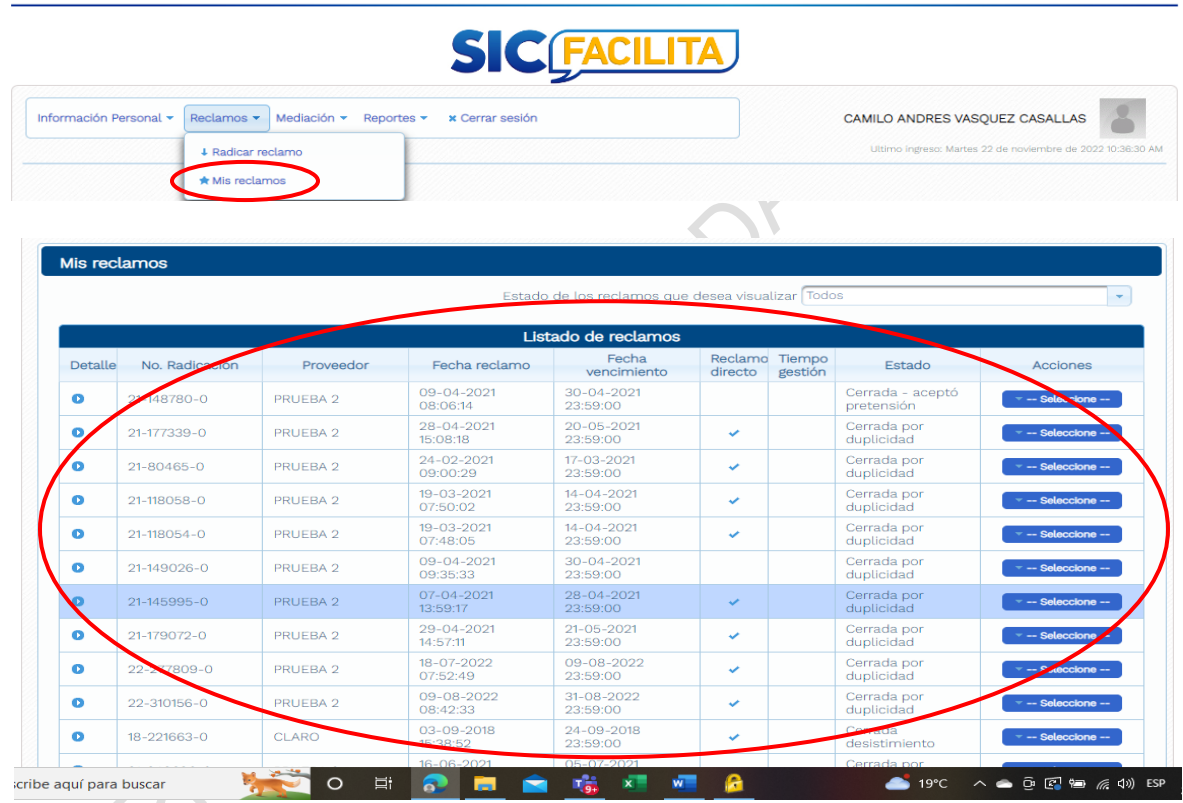 SIC FACILITA
Información Personal Reclamos Mediación Reportes × Cerrar sesión
CAMILO ANDRES VASQUEZ CASALLAS
Ultimo ingreso: Martes 22 de noviembre de 2022 10:36:30 AM
Radicar reclamo
Mis reclamos
Mis reclamos
Estado de los reclamos que desea visualizar Todos
Listado de reclamos
Detalle No. Radicación Proveedor Fecha reclamo Fecha vencimiento Reclamo directo Tiempo gestión Estado Acciones
21-148780-0 PRUEBA 2 09-04-2021 08:06:14 30-04-2021 23:59:00 Cerrada - aceptó pretensión -- Seleccione --
21-177339-0 PRUEBA 2 28-04-2021 15:08:18 20-05-2021 23:59:00 Cerrada por duplicidad -- Seleccione --
21-80465-0 PRUEBA 2 24-02-2021 09:00:29 17-03-2021 23:59:00 Cerrada por duplicidad -- Seleccione --
21-118058-0 PRUEBA 2 19-03-2021 07:50:02 14-04-2021 23:59:00 Cerrada por duplicidad -- Seleccione --
21-118054-0 PRUEBA 2 19-03-2021 07:48:05 14-04-2021 23:59:00 Cerrada por duplicidad -- Seleccione --
21-149026-0 PRUEBA 2 09-04-2021 09:35:33 30-04-2021 23:59:00 Cerrada por duplicidad -- Seleccione --
21-145995-0 PRUEBA 2 07-04-2021 13:59:17 28-04-2021 23:59:00 Cerrada por duplicidad -- Seleccione --
21-179072-0 PRUEBA 2 29-04-2021 14:57:11 21-05-2021 23:59:00 Cerrada por duplicidad -- Seleccione --
PRUEBA 2 18-07-2022 07:52:49 09-08-2022 23:59:00 Cerrada por duplicidad -- Seleccione --
22-310156-0 PRUEBA 2 09-08-2022 08:42:33 31-08-2022 23:59:00 Cerrada por duplicidad -- Seleccione --
18-221663-0 CLARO 03-09-2018 15:38:52 24-09-2018 23:59:00 Cerrada desistimiento -- Seleccione --
16-06-2021 05-07-2021 Cerrada por
scribe aquí para buscar 9+ 19°C ESP